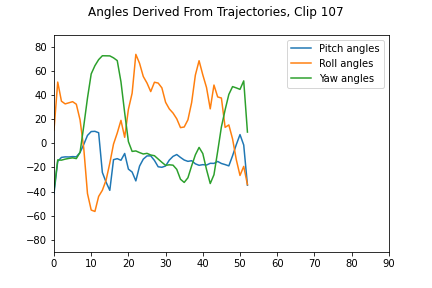 Angles Derived From Trajectories, Clip 107
Pitch angles
Roll angles
Yaw angles
80
60
40
20
0
−20
−40
−60
−80
0 10 20 30 40 50 60 70 80 90